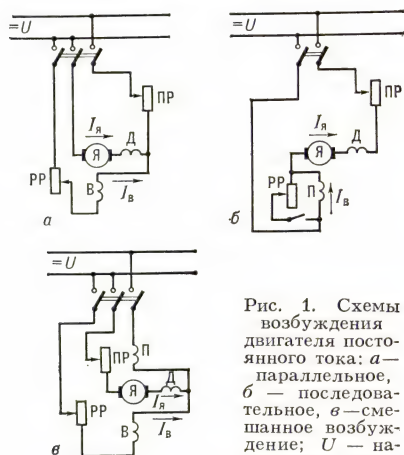 =U
ПР
Iя
Д
Я
РР
В
Iв
а
=U
ПР
Iя
Д
Я
РР
П
Iв
б
=U
П
ПР
Д
Я
Iя
РР
В
Iв
в
Рис. 1. Схемы
возбуждения
двигателя посто-
янного тока: а—
параллельное,
б — последова-
тельное, в—сме-
шанное возбуж-
дение; U — на-